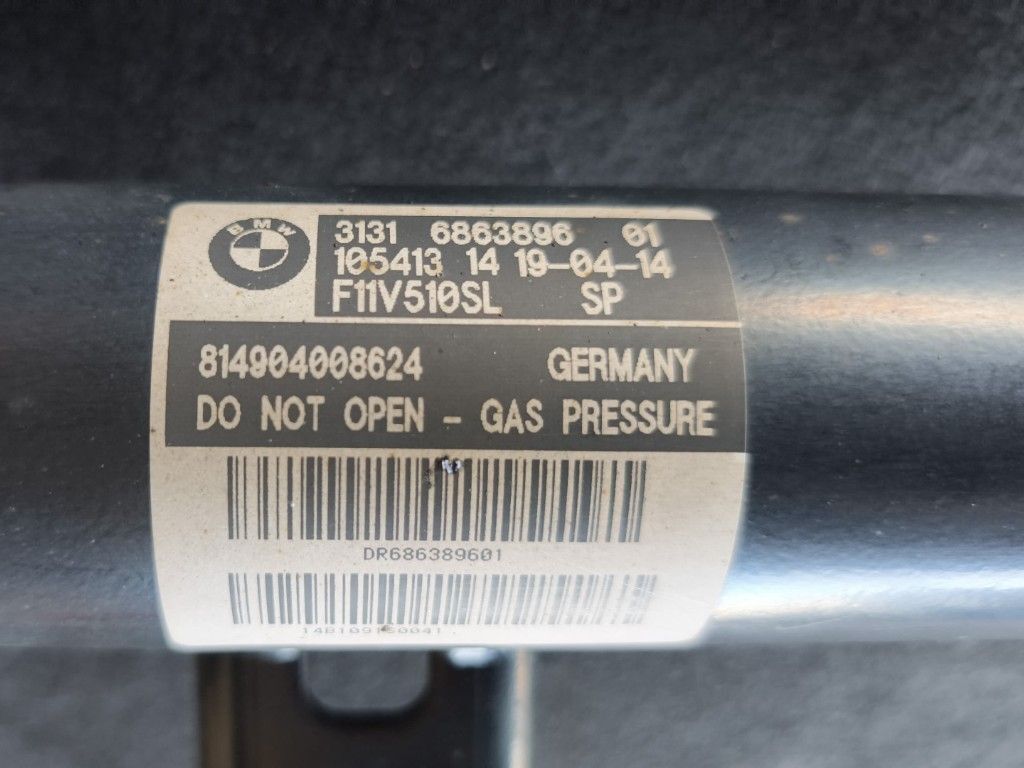 BMW
3131 6863896 01
105413 14 19-04-14
F11V510SL SP
814904008624 GERMANY
DO NOT OPEN - GAS PRESSURE
DR686389601